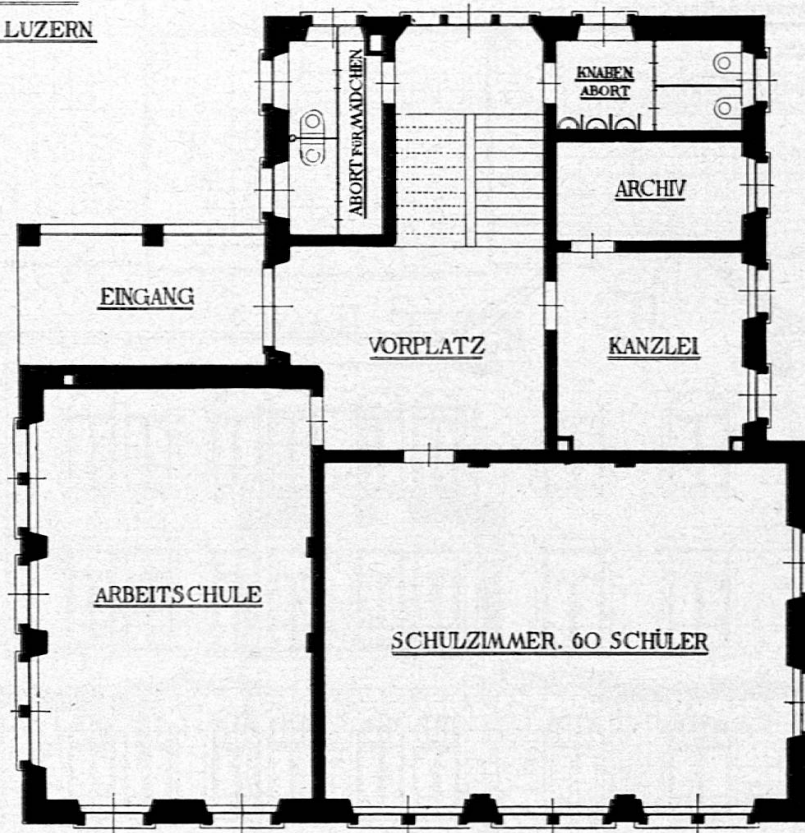 LUZERN
ABORT FÜR MÄDCHEN
KNABEN
ABORT
ARCHIV
EINGANG
VORPLATZ
KANZLEI
ARBEITSCHULE
SCHULZIMMER. 60 SCHÜLER